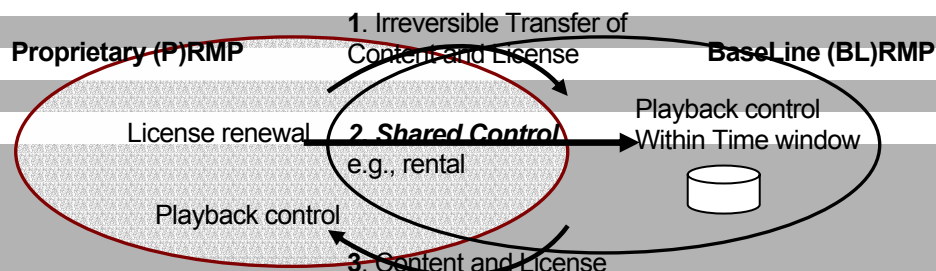 1. Irreversible Transfer of
Content and License
Proprietary (P)RMP
BaseLine (BL)RMP
License renewal
2. Shared Control
e.g., rental
Playback control
Within Time window
Playback control
3. Content and License